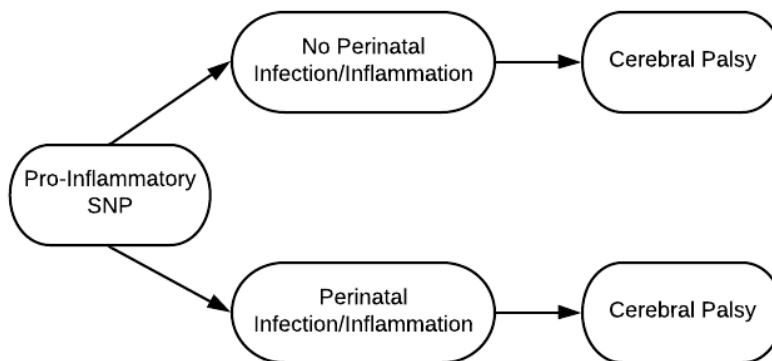 No Perinatal
Infection/Inflammation
Cerebral Palsy
Pro-Inflammatory
SNP
Perinatal
Infection/Inflammation
Cerebral Palsy